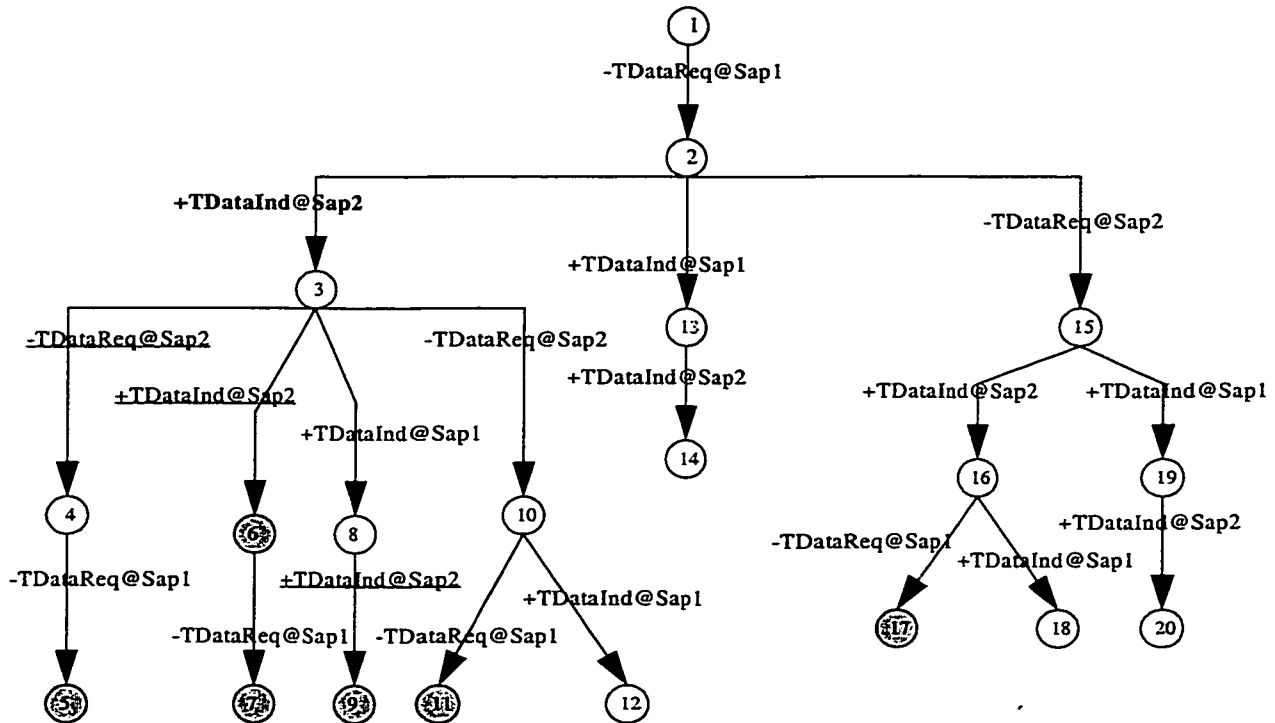 1
-TDataReq@Sap1
2
+TDataInd@Sap2
-TDataReq@Sap2
+TDataInd@Sap1
3
13
15
-TDataReq@Sap2
-TDataReq@Sap2
+TDataInd@Sap2
+TDataInd@Sap2
+TDataInd@Sap1
+TDataInd@Sap2
+TDataInd@Sap1
14
16
19
4
6
8
10
+TDataInd@Sap2
-TDataReq@Sap1
+TDataInd@Sap1
-TDataReq@Sap1
+TDataInd@Sap2
+TDataInd@Sap1
17
18
20
-TDataReq@Sap1
-TDataReq@Sap1
5
7
9
11
12